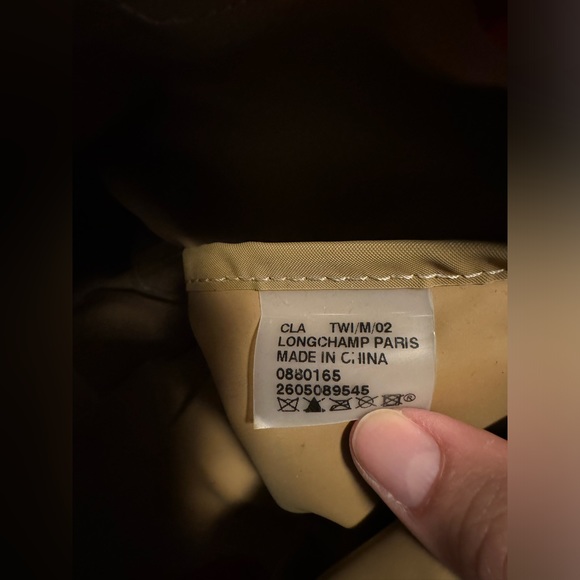 CLA TWI/M/02
LONGCHAMP PARIS
MADE IN CHINA
0880165
2605089545
®